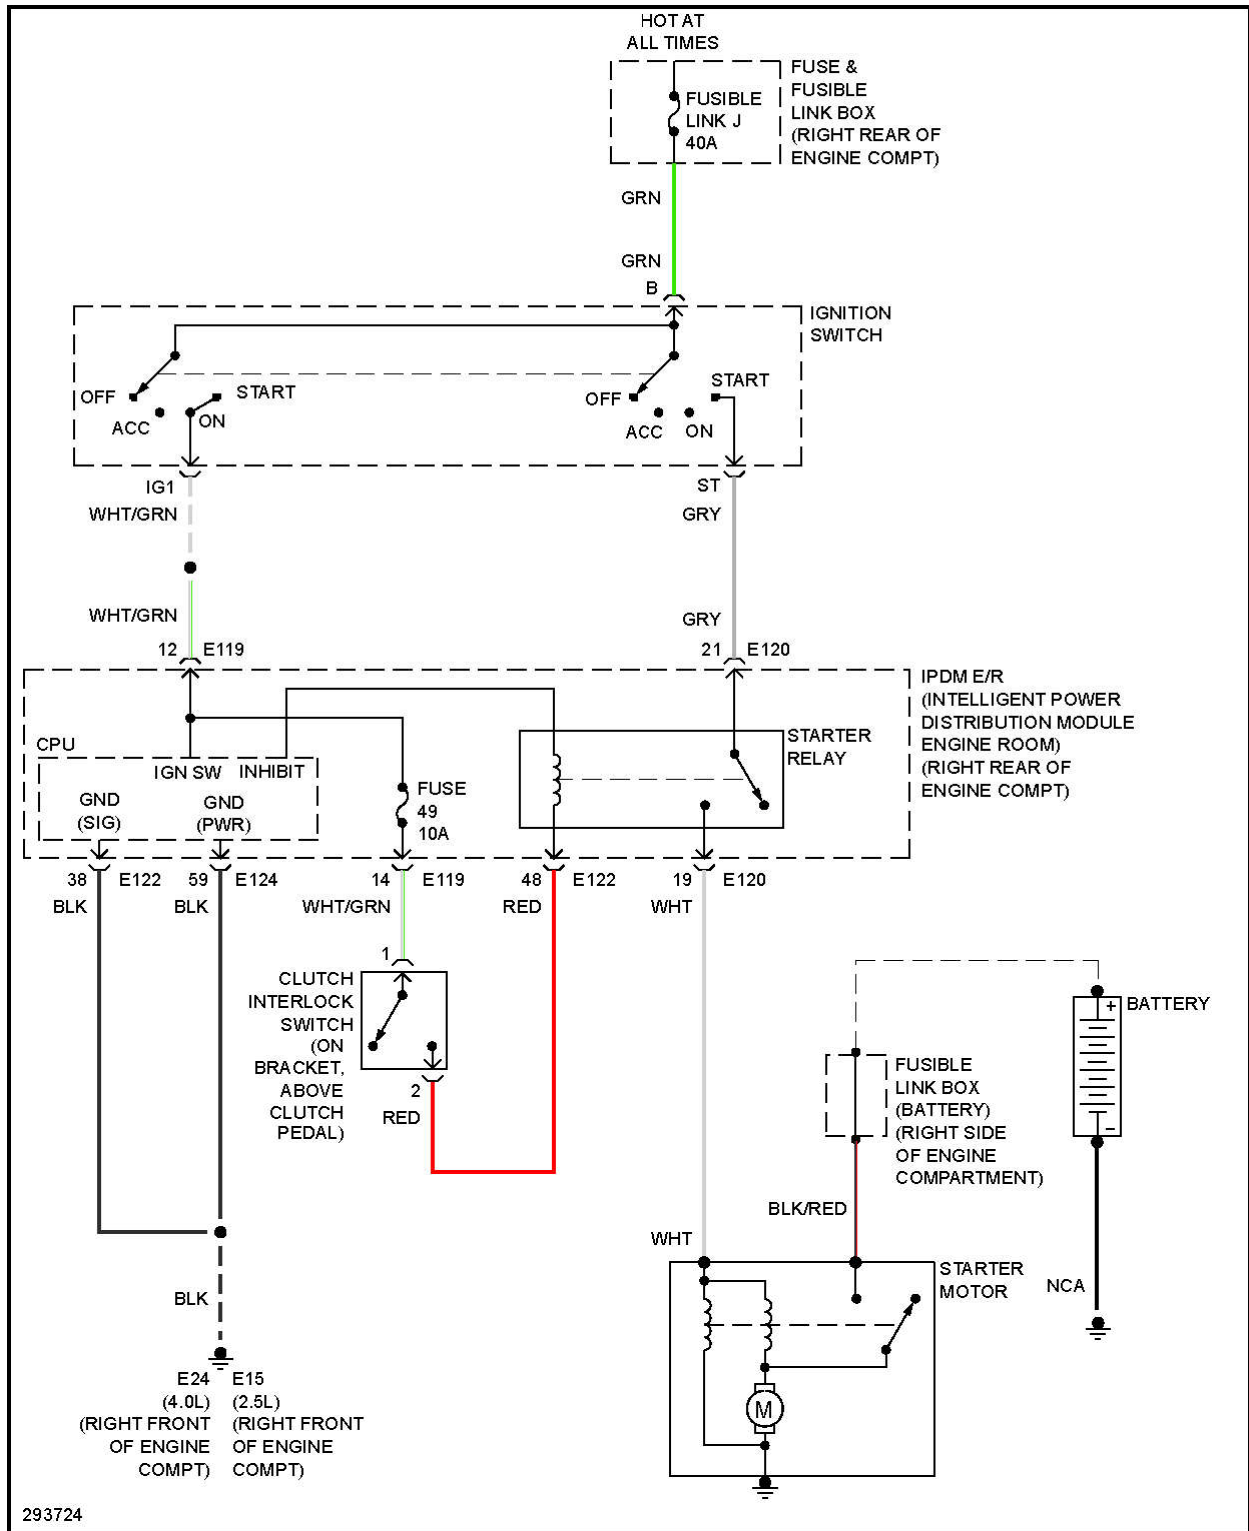 HOT AT
ALL TIMES
FUSE &
FUSIBLE
LINK BOX
(RIGHT REAR OF
ENGINE COMPT)
FUSIBLE
LINK J
40A
GRN
GRN
B
IGNITION
SWITCH
OFF
ACC
ON
START
OFF
ACC
ON
START
IG1
WHT/GRN
ST
GRY
WHT/GRN
GRY
12
E119
21
E120
IPDM E/R
(INTELLIGENT POWER
DISTRIBUTION MODULE
ENGINE ROOM)
(RIGHT REAR OF
ENGINE COMPT)
CPU
IGN SW
INHIBIT
GND
(SIG)
GND
(PWR)
FUSE
49
10A
STARTER
RELAY
38
E122
59
E124
14
E119
48
E122
19
E120
BLK
BLK
WHT/GRN
RED
WHT
1
CLUTCH
INTERLOCK
SWITCH
(ON
BRACKET,
ABOVE
CLUTCH
PEDAL)
2
RED
+
BATTERY
–
FUSIBLE
LINK BOX
(BATTERY)
(RIGHT SIDE
OF ENGINE
COMPARTMENT)
BLK/RED
WHT
STARTER
MOTOR
M
NCA
BLK
E24
(4.0L)
(RIGHT FRONT
OF ENGINE
COMPT)
E15
(2.5L)
(RIGHT FRONT
OF ENGINE
COMPT)
293724